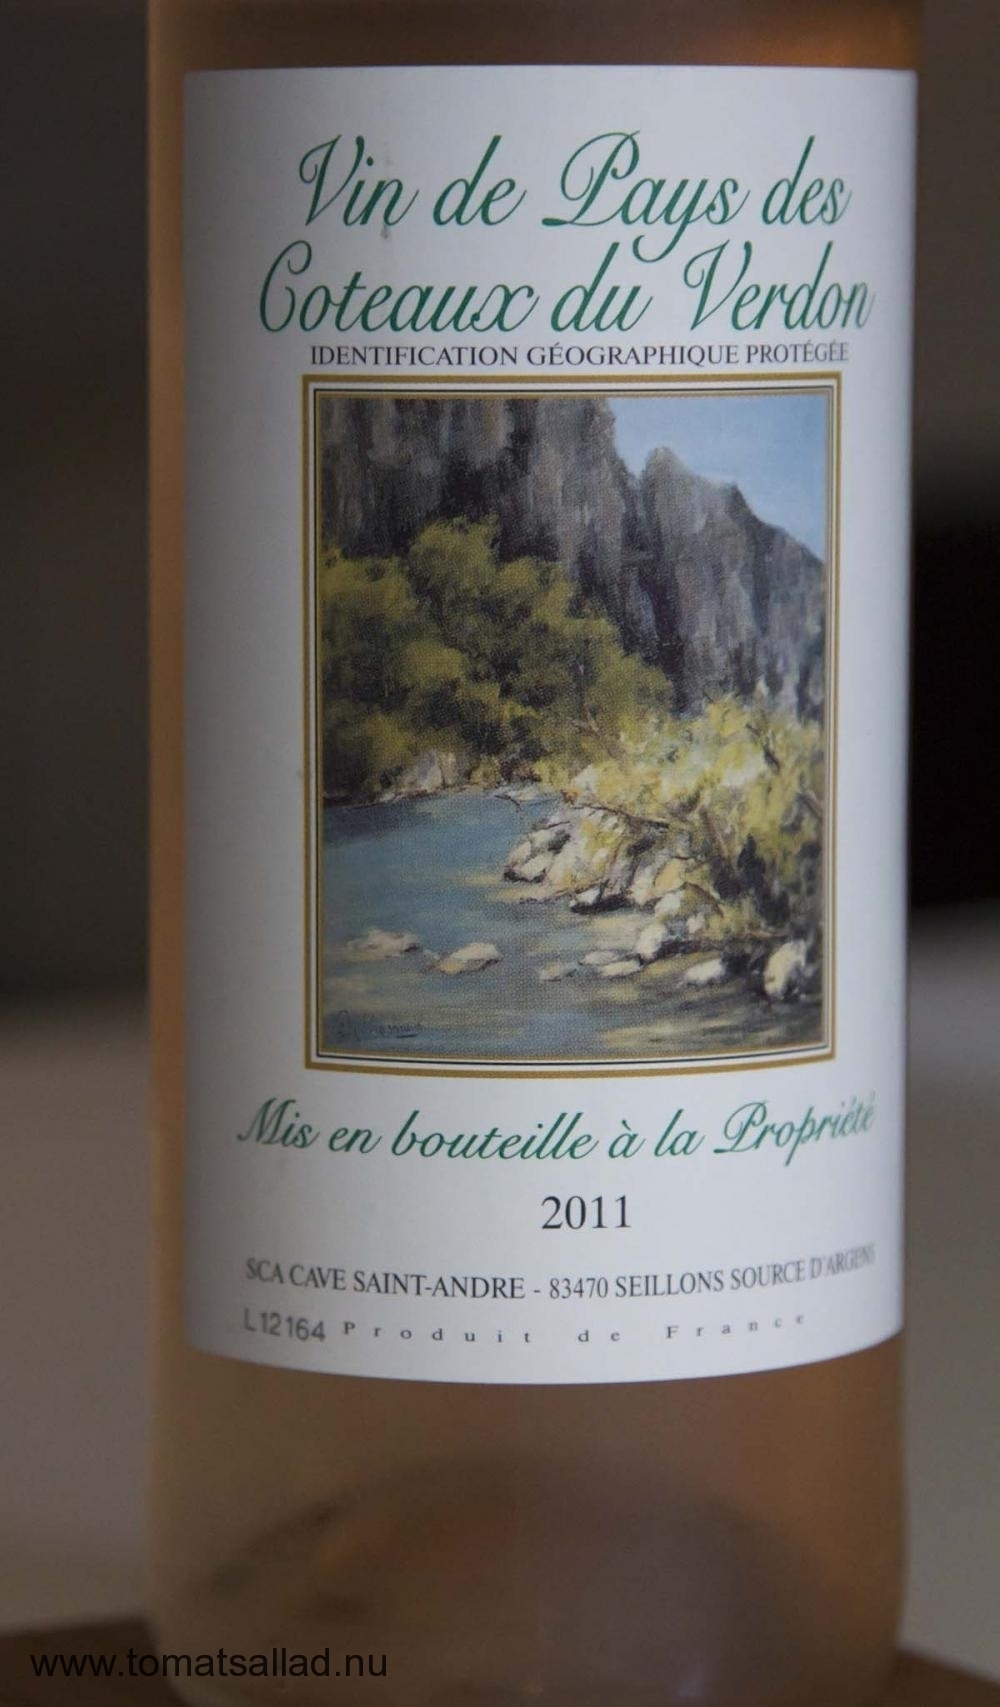 Vin de Pays des
Coteaux du Verdon
IDENTIFICATION GÉOGRAPHIQUE PROTÉGÉE
Mis en bouteille à la Propriété
2011
SCA CAVE SAINT-ANDRE - 83470 SEILLONS SOURCE D'ARGENS
L12164 Produit de France
www.tomatsallad.nu